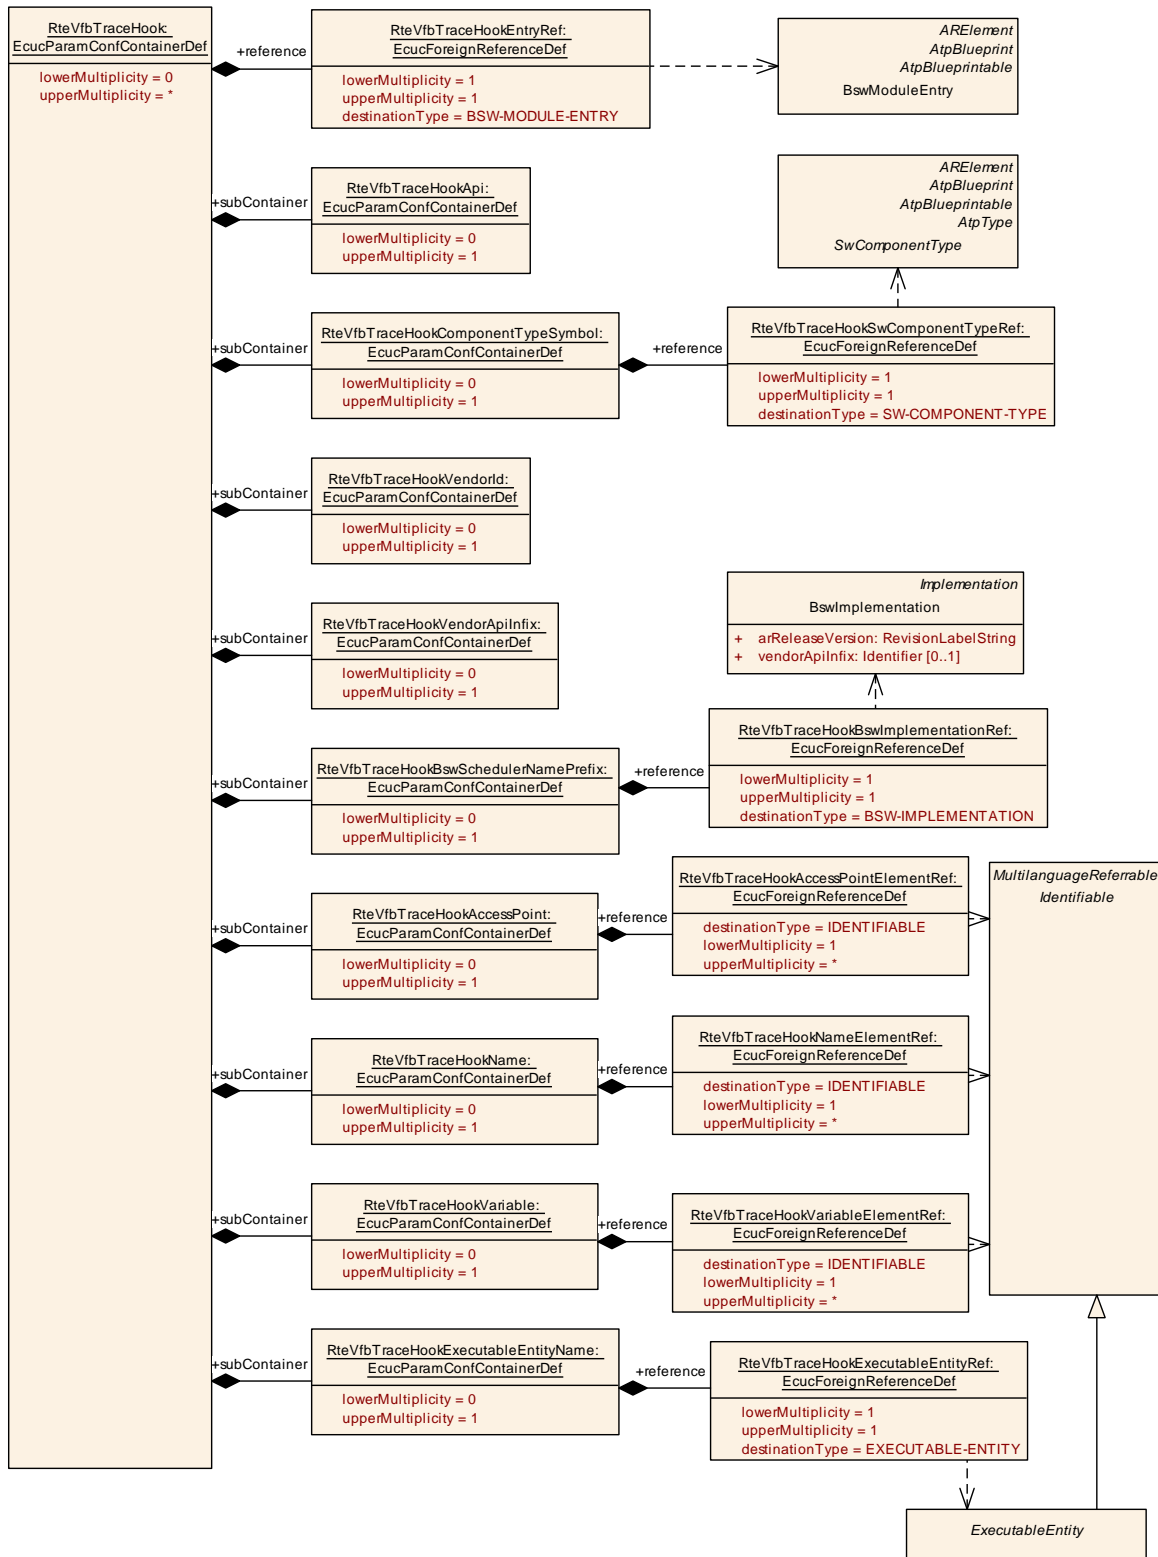 RteVfbTraceHook:
EcucParamConfContainerDef
lowerMultiplicity = 0
upperMultiplicity = *
+reference
RteVfbTraceHookEntryRef:
EcucForeignReferenceDef
lowerMultiplicity = 1
upperMultiplicity = 1
destinationType = BSW-MODULE-ENTRY
ARElement
AtpBlueprint
AtpBlueprintable
BswModuleEntry
+subContainer
RteVfbTraceHookApi:
EcucParamConfContainerDef
lowerMultiplicity = 0
upperMultiplicity = 1
ARElement
AtpBlueprint
AtpBlueprintable
AtpType
SwComponentType
+subContainer
RteVfbTraceHookComponentTypeSymbol:
EcucParamConfContainerDef
lowerMultiplicity = 0
upperMultiplicity = 1
+reference
RteVfbTraceHookSwComponentTypeRef:
EcucForeignReferenceDef
lowerMultiplicity = 1
upperMultiplicity = 1
destinationType = SW-COMPONENT-TYPE
+subContainer
RteVfbTraceHookVendorId:
EcucParamConfContainerDef
lowerMultiplicity = 0
upperMultiplicity = 1
+subContainer
RteVfbTraceHookVendorApiInfix:
EcucParamConfContainerDef
lowerMultiplicity = 0
upperMultiplicity = 1
Implementation
BswImplementation
+ arReleaseVersion: RevisionLabelString
+ vendorApiInfix: Identifier [0..1]
+subContainer
RteVfbTraceHookBswSchedulerNamePrefix:
EcucParamConfContainerDef
lowerMultiplicity = 0
upperMultiplicity = 1
+reference
RteVfbTraceHookBswImplementationRef:
EcucForeignReferenceDef
lowerMultiplicity = 1
upperMultiplicity = 1
destinationType = BSW-IMPLEMENTATION
+subContainer
RteVfbTraceHookAccessPoint:
EcucParamConfContainerDef
lowerMultiplicity = 0
upperMultiplicity = 1
+reference
RteVfbTraceHookAccessPointElementRef:
EcucForeignReferenceDef
destinationType = IDENTIFIABLE
lowerMultiplicity = 1
upperMultiplicity = *
MultilanguageReferrable
Identifiable
+subContainer
RteVfbTraceHookName:
EcucParamConfContainerDef
lowerMultiplicity = 0
upperMultiplicity = 1
+reference
RteVfbTraceHookNameElementRef:
EcucForeignReferenceDef
destinationType = IDENTIFIABLE
lowerMultiplicity = 1
upperMultiplicity = *
+subContainer
RteVfbTraceHookVariable:
EcucParamConfContainerDef
lowerMultiplicity = 0
upperMultiplicity = 1
+reference
RteVfbTraceHookVariableElementRef:
EcucForeignReferenceDef
destinationType = IDENTIFIABLE
lowerMultiplicity = 1
upperMultiplicity = *
+subContainer
RteVfbTraceHookExecutableEntityName:
EcucParamConfContainerDef
lowerMultiplicity = 0
upperMultiplicity = 1
+reference
RteVfbTraceHookExecutableEntityRef:
EcucForeignReferenceDef
lowerMultiplicity = 1
upperMultiplicity = 1
destinationType = EXECUTABLE-ENTITY
ExecutableEntity